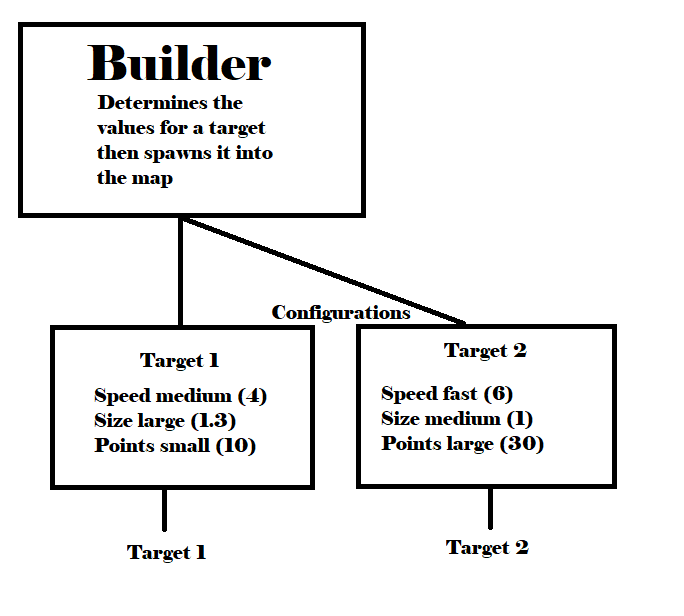 Builder
Determines the
values for a target
then spawns it into
the map
Configurations
Target 1
Speed medium (4)
Size large (1.3)
Points small (10)
Target 2
Speed fast (6)
Size medium (1)
Points large (30)
Target 1
Target 2